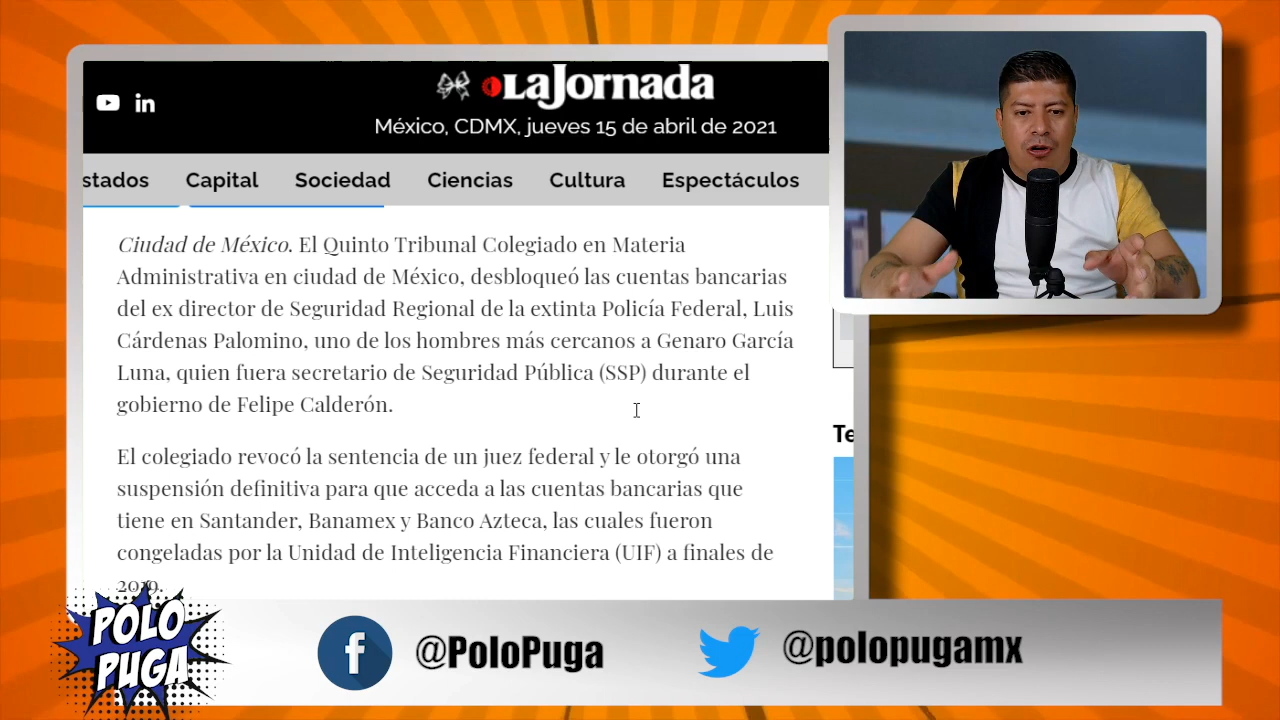 La Jornada
México, CDMX, jueves 15 de abril de 2021
stados Capital Sociedad Ciencias Cultura Espectáculos
Ciudad de México. El Quinto Tribunal Colegiado en Materia
Administrativa en ciudad de México, desbloqueó las cuentas bancarias
del ex director de Seguridad Regional de la extinta Policía Federal, Luis
Cárdenas Palomino, uno de los hombres más cercanos a Genaro García
Luna, quien fuera secretario de Seguridad Pública (SSP) durante el
gobierno de Felipe Calderón.
El colegiado revocó la sentencia de un juez federal y le otorgó una
suspensión definitiva para que acceda a las cuentas bancarias que
tiene en Santander, Banamex y Banco Azteca, las cuales fueron
congeladas por la Unidad de Inteligencia Financiera (UIF) a finales de
2019.
Te
POLO
PUGA
@PoloPuga
@polopugamx